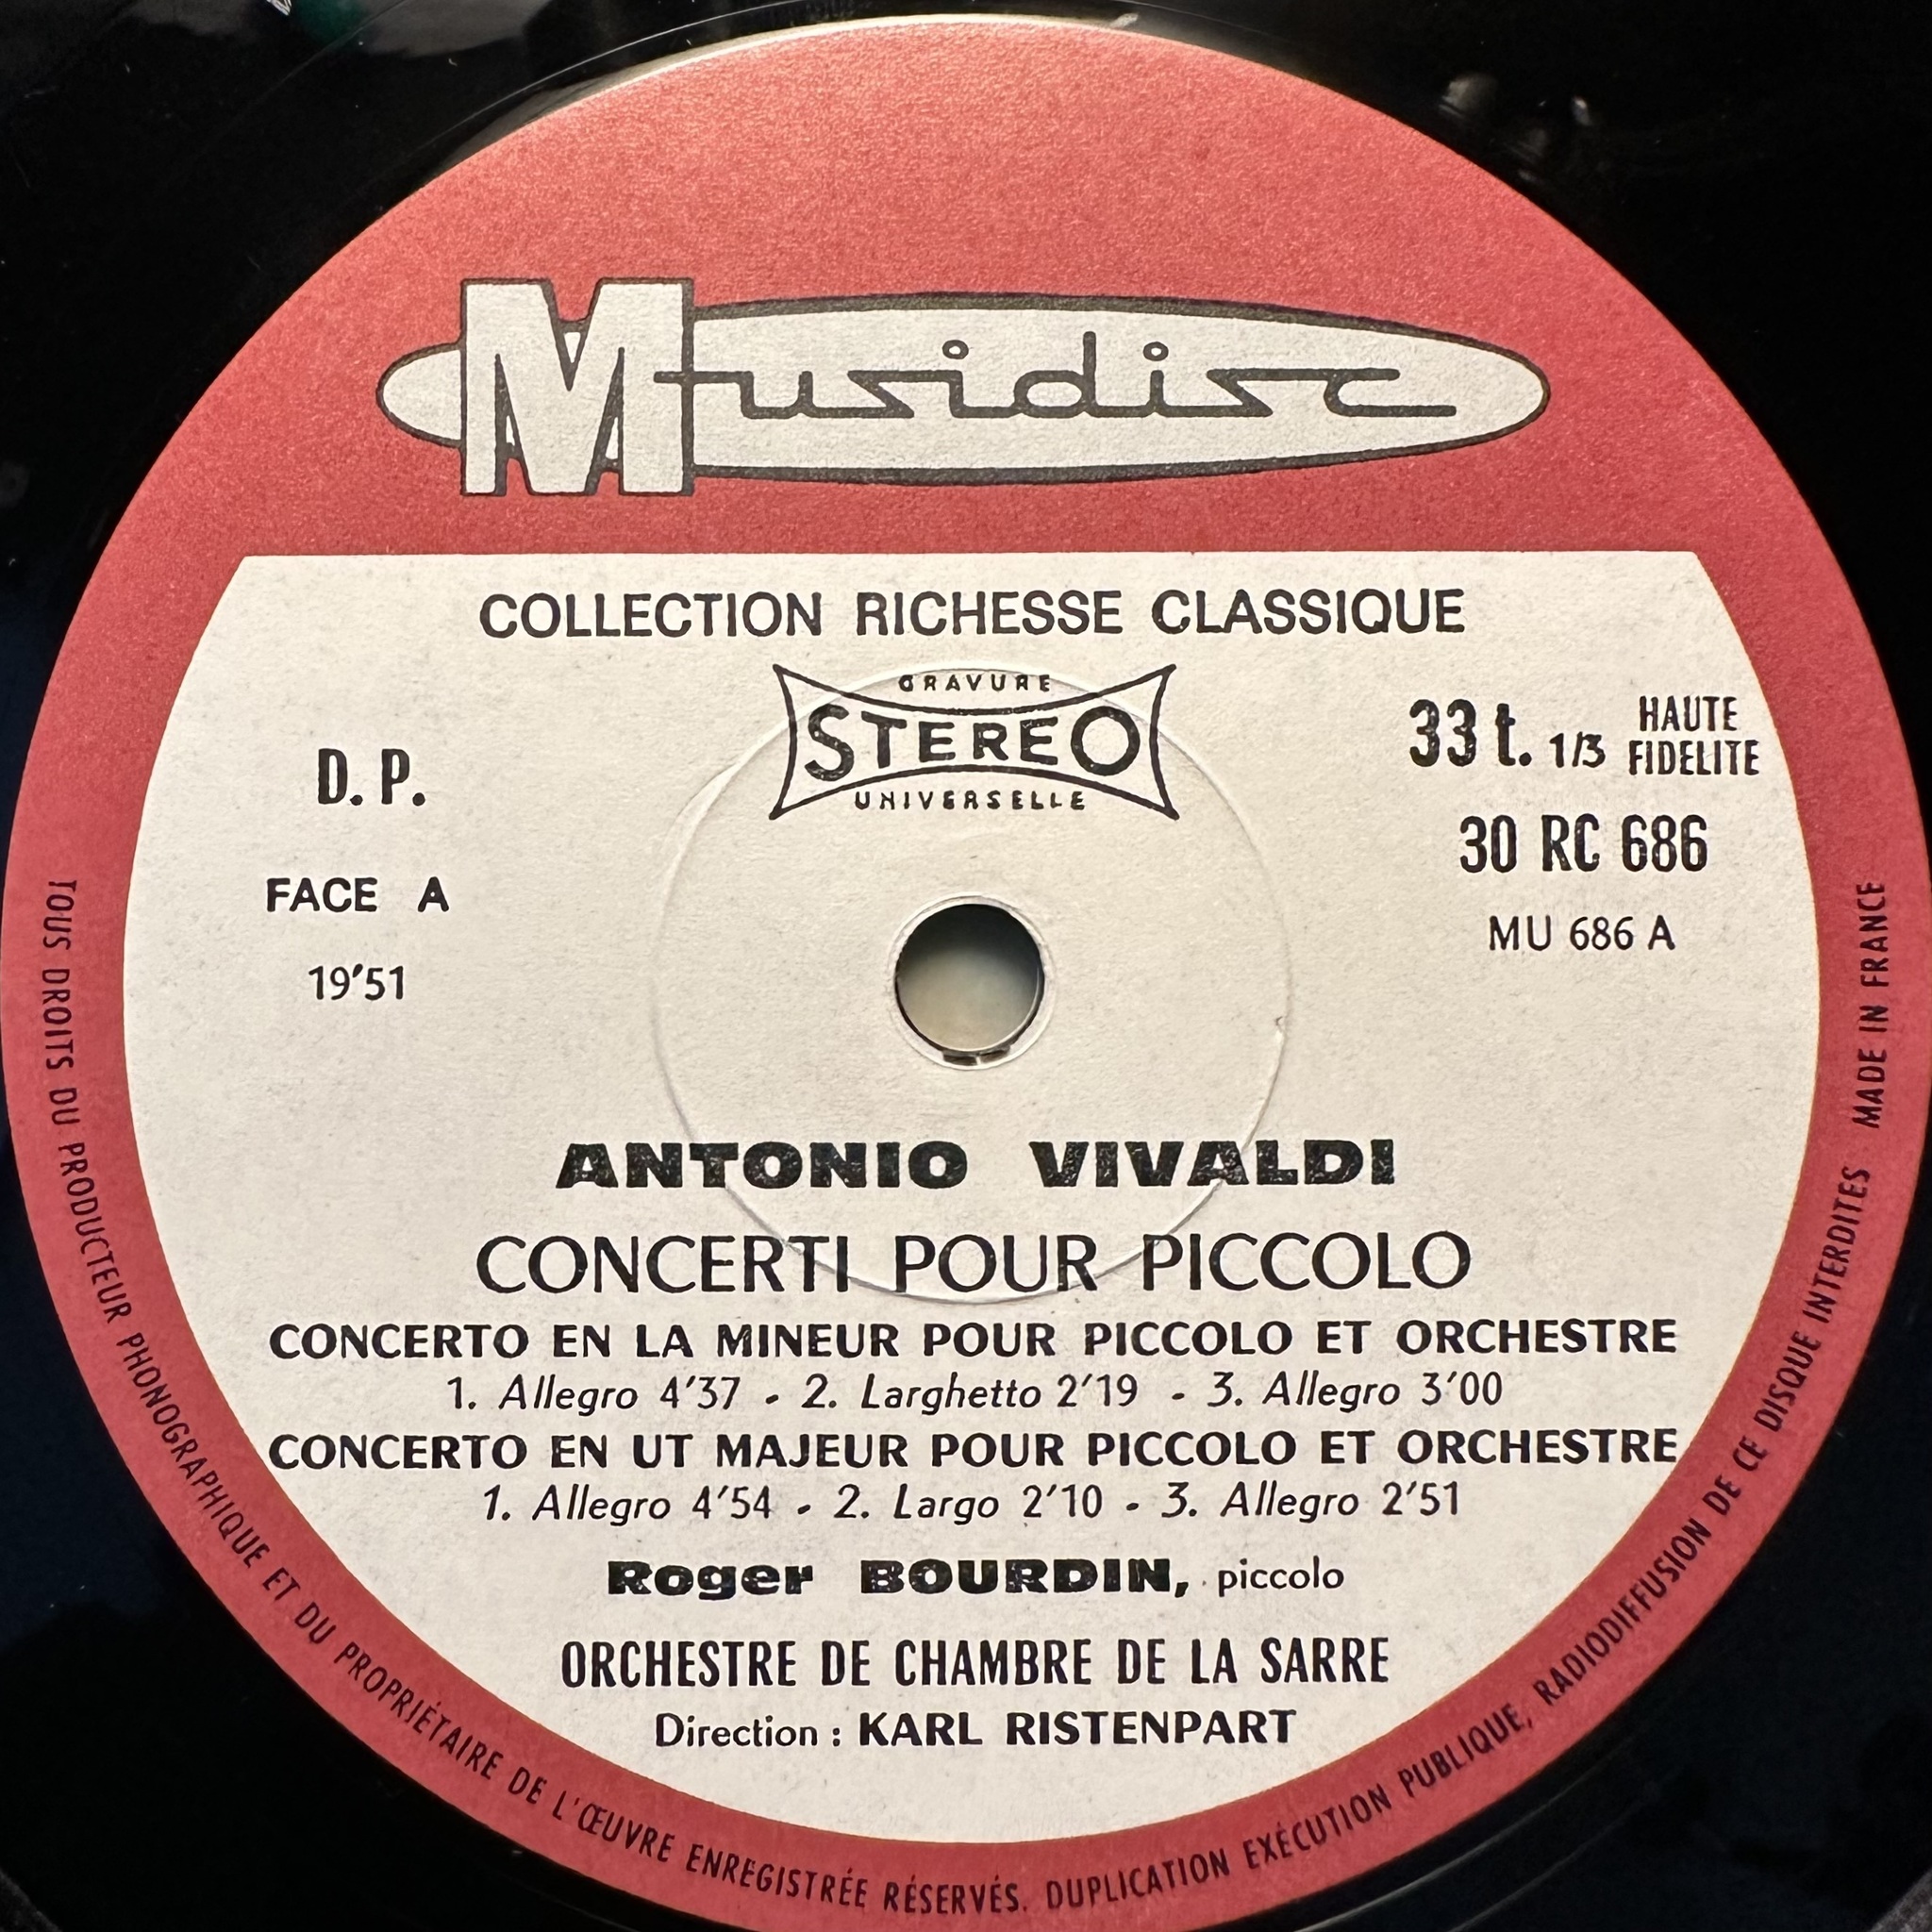 Musidisc
COLLECTION RICHESSE CLASSIQUE
GRAVURE
STEREO
UNIVERSELLE
D. P.
FACE A
19'51
33 t. 1/3 HAUTE FIDELITE
30 RC 686
MU 686 A
ANTONIO VIVALDI
CONCERTI POUR PICCOLO
CONCERTO EN LA MINEUR POUR PICCOLO ET ORCHESTRE
1. Allegro 4'37 - 2. Larghetto 2'19 - 3. Allegro 3'00
CONCERTO EN UT MAJEUR POUR PICCOLO ET ORCHESTRE
1. Allegro 4'54 - 2. Largo 2'10 - 3. Allegro 2'51
Roger BOURDIN, piccolo
ORCHESTRE DE CHAMBRE DE LA SARRE
Direction : KARL RISTENPART
TOUS DROITS DU PRODUCTEUR PHONOGRAPHIQUE ET DU PROPRIÉTAIRE DE L'ŒUVRE ENREGISTRÉE RÉSERVÉS. DUPLICATION EXÉCUTION PUBLIQUE, RADIODIFFUSION DE CE DISQUE INTERDITES MADE IN FRANCE